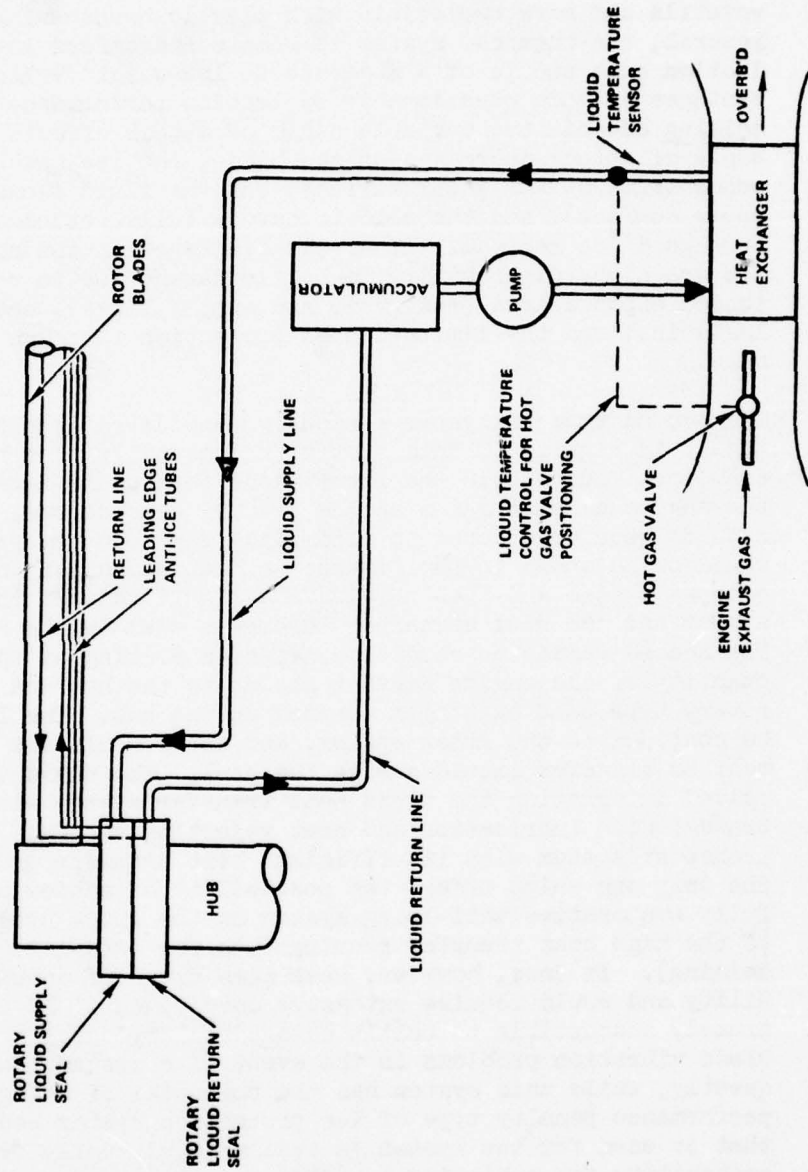 ROTOR
BLADES
RETURN LINE
LEADING EDGE
ANTI-ICE TUBES
ROTARY
LIQUID SUPPLY
SEAL
HUB
ROTARY
LIQUID RETURN
SEAL
LIQUID SUPPLY LINE
LIQUID RETURN LINE
ACCUMULATOR
PUMP
LIQUID
TEMPERATURE
SENSOR
LIQUID TEMPERATURE
CONTROL FOR HOT
GAS VALVE
POSITIONING
HOT GAS VALVE
ENGINE
EXHAUST GAS
HEAT
EXCHANGER
OVERB'D